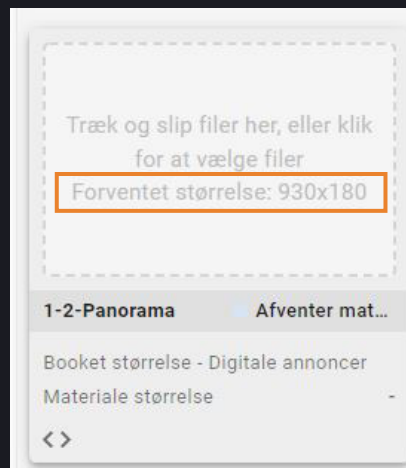 Træk og slip filer her, eller klik
for at vælge filer
Forventet størrelse: 930x180
1-2-Panorama Afventer mat...
Booket størrelse - Digitale annoncer
Materiale størrelse -
< >